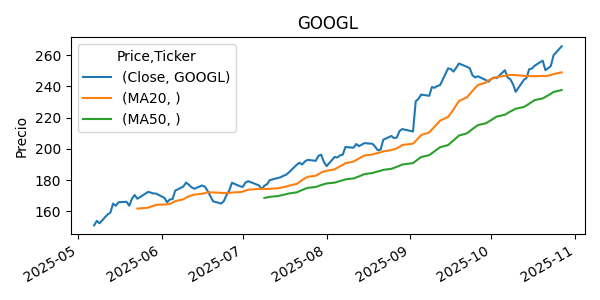 GOOGL
Price,Ticker
(Close, GOOGL)
(MA20, )
(MA50, )
Precio
260
240
220
200
180
160
2025-05
2025-06
2025-07
2025-08
2025-09
2025-10
2025-11